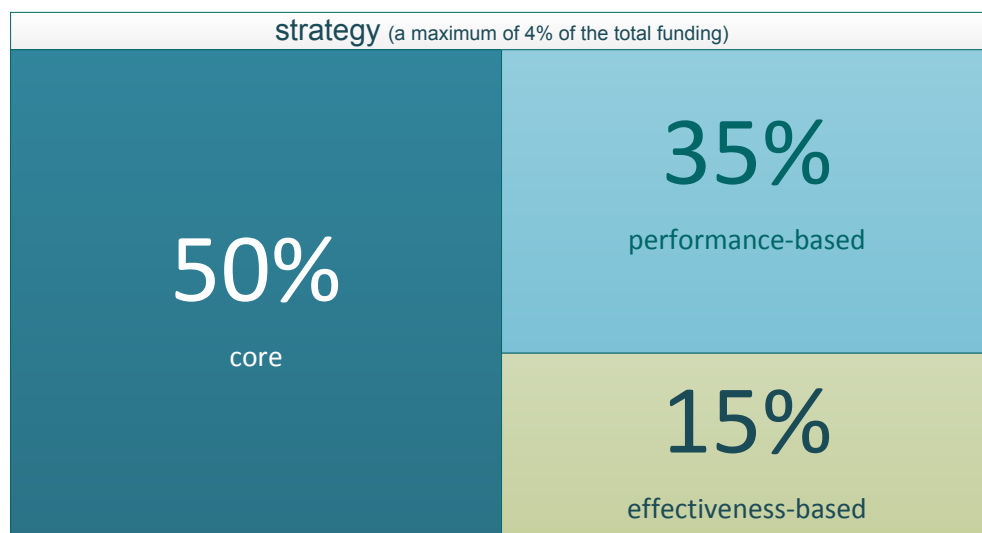 strategy (a maximum of 4% of the total funding)
50%
core
35%
performance-based
15%
effectiveness-based